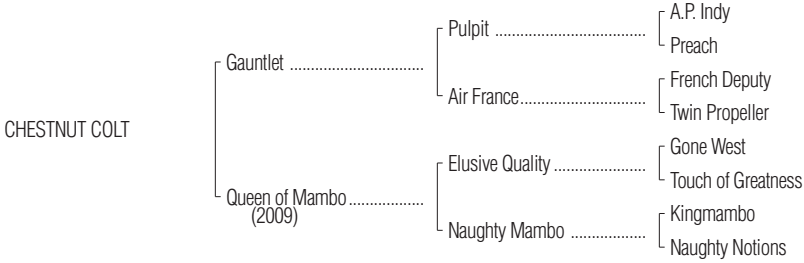 A.P. Indy
Pulpit ....................................
Preach
Gauntlet ................................
French Deputy
Air France..............................
Twin Propeller
CHESTNUT COLT
Gone West
Elusive Quality ......................
Touch of Greatness
Queen of Mambo..................
(2009)
Kingmambo
Naughty Mambo ..................
Naughty Notions